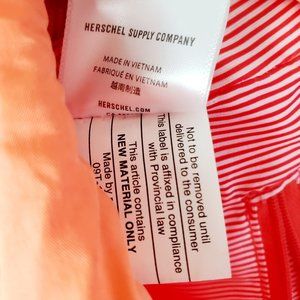 HERSCHEL SUPPLY COMPANY
MADE IN VIETNAM
FABRIQUÉ EN VIETNAM
越南制造
HERSCHEL.COM
Not to be removed until
delivered to the consumer
This label is affixed in compliance
with Provincial law
This article contains
NEW MATERIAL ONLY
Made by